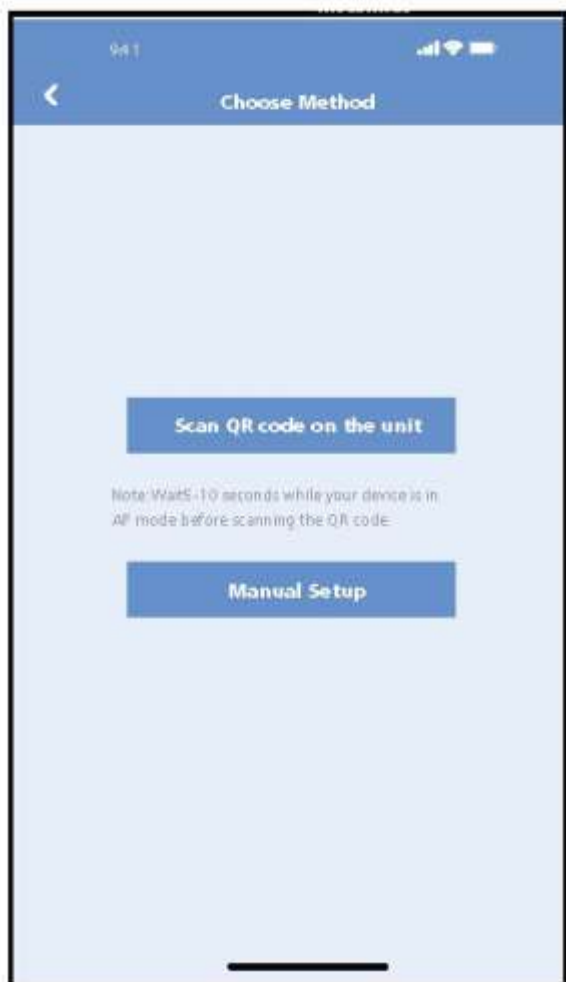 9:41
Choose Method
Scan QR code on the unit
Note:Wait5-10 seconds while your device is in
AP mode before scanning the QR code
Manual Setup